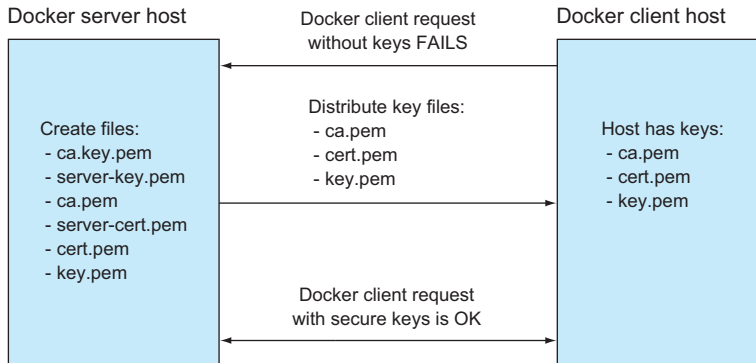 Docker server host
Docker client request
without keys FAILS
Docker client host
Create files:
- ca.key.pem
- server-key.pem
- ca.pem
- server-cert.pem
- cert.pem
- key.pem
Distribute key files:
- ca.pem
- cert.pem
- key.pem
Host has keys:
- ca.pem
- cert.pem
- key.pem
Docker client request
with secure keys is OK